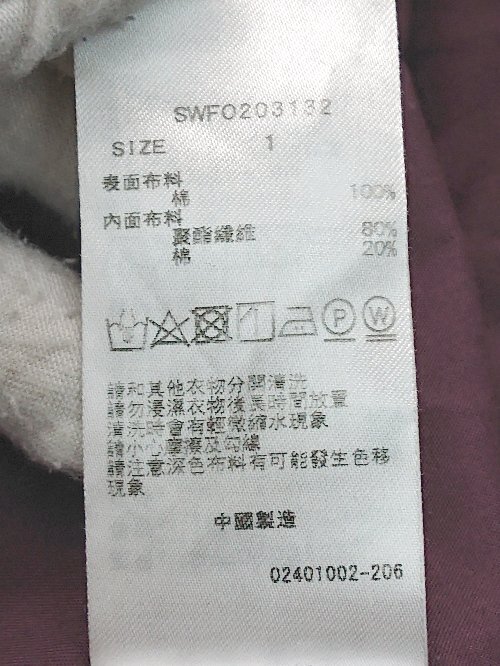 SWFO203132
SIZE 1
表面布料
棉 100%
內面布料
聚酯纖維 80%
棉 20%
P W
請和其他衣物分開清洗
請勿浸濕衣物後長時間放置
清洗時會有輕微縮水現象
請小心摩擦及勾線
請注意深色布料有可能發生色移
現象
中國製造
02401002-206